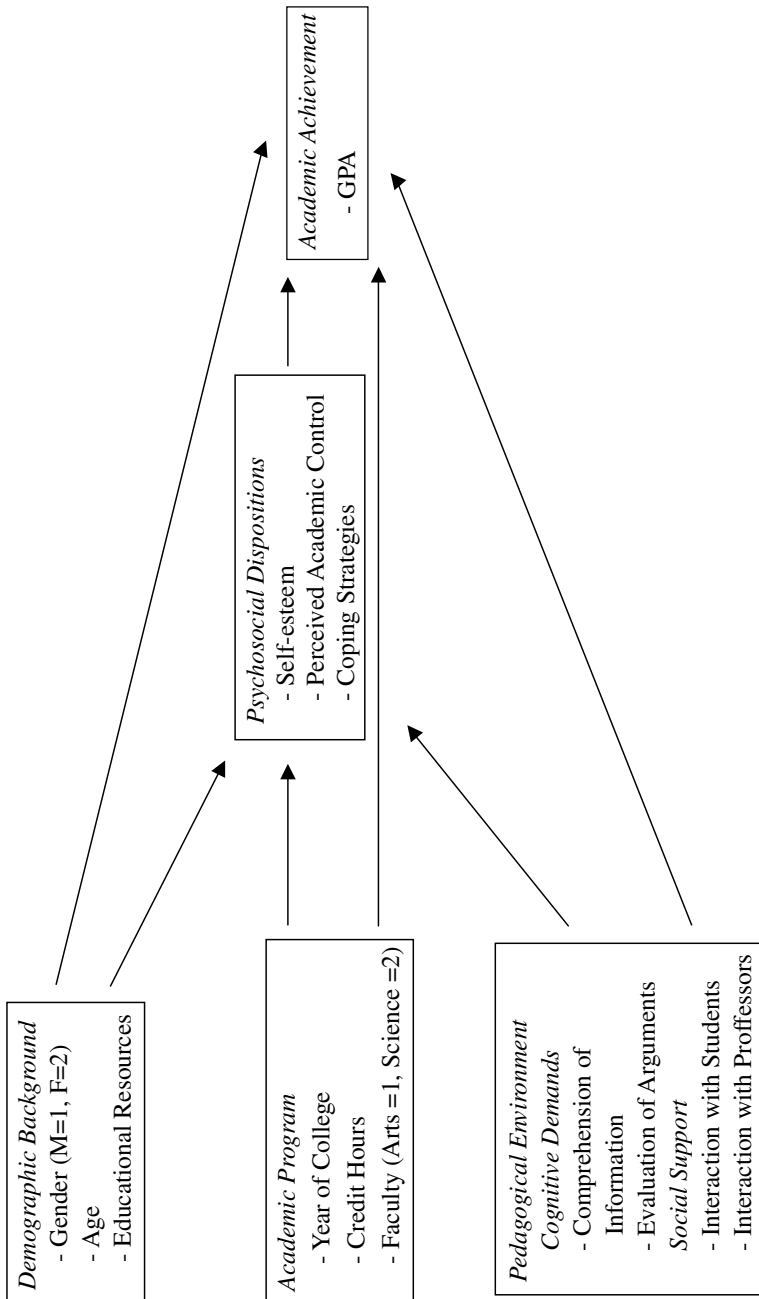 Demographic Background
- Gender (M=1, F=2)
- Age
- Educational Resources
Academic Program
- Year of College
- Credit Hours
- Faculty (Arts =1, Science =2)
Pedagogical Environment
Cognitive Demands
- Comprehension of
Information
- Evaluation of Arguments
Social Support
- Interaction with Students
- Interaction with Proffessors
Psychosocial Dispositions
- Self-esteem
- Perceived Academic Control
- Coping Strategies
Academic Achievement
- GPA